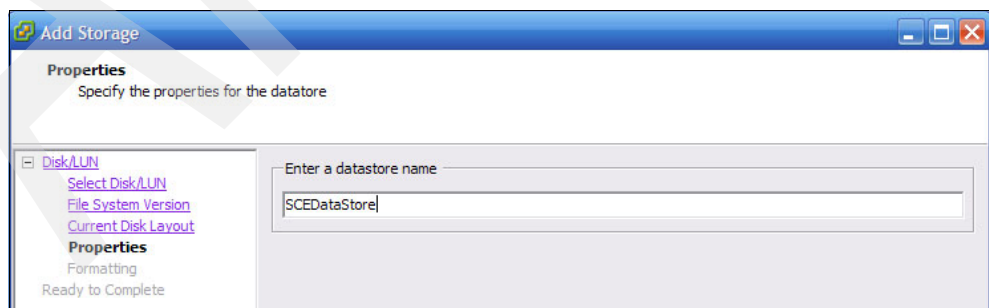 Add Storage
Properties
Specify the properties for the datatore
Disk/LUN
Select Disk/LUN
File System Version
Current Disk Layout
Properties
Formatting
Ready to Complete
Enter a datastore name
SCEDataStore